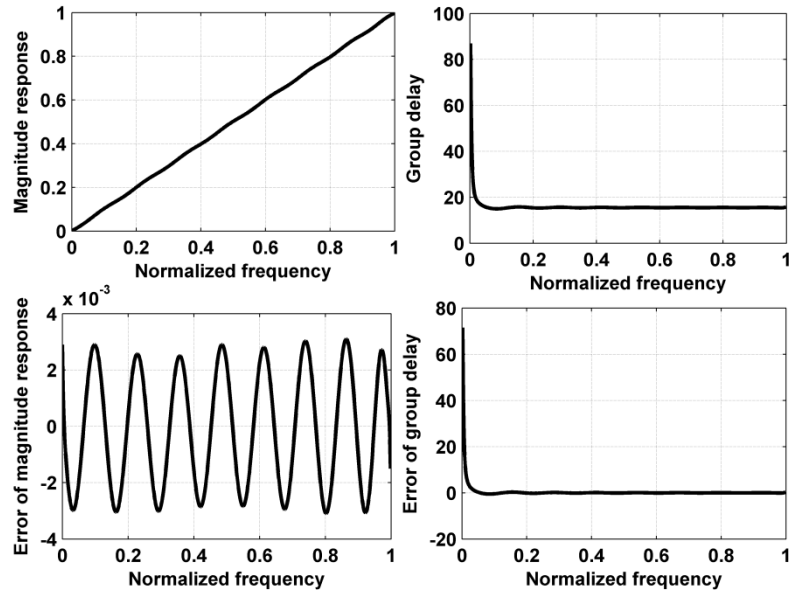 Magnitude response
1
0.8
0.6
0.4
0.2
0
0 0.2 0.4 0.6 0.8 1
Normalized frequency
Group delay
100
80
60
40
20
0
0 0.2 0.4 0.6 0.8 1
Normalized frequency
Error of magnitude response
x 10-3
4
2
0
-2
-4
0 0.2 0.4 0.6 0.8 1
Normalized frequency
Error of group delay
80
60
40
20
0
-20
0 0.2 0.4 0.6 0.8 1
Normalized frequency